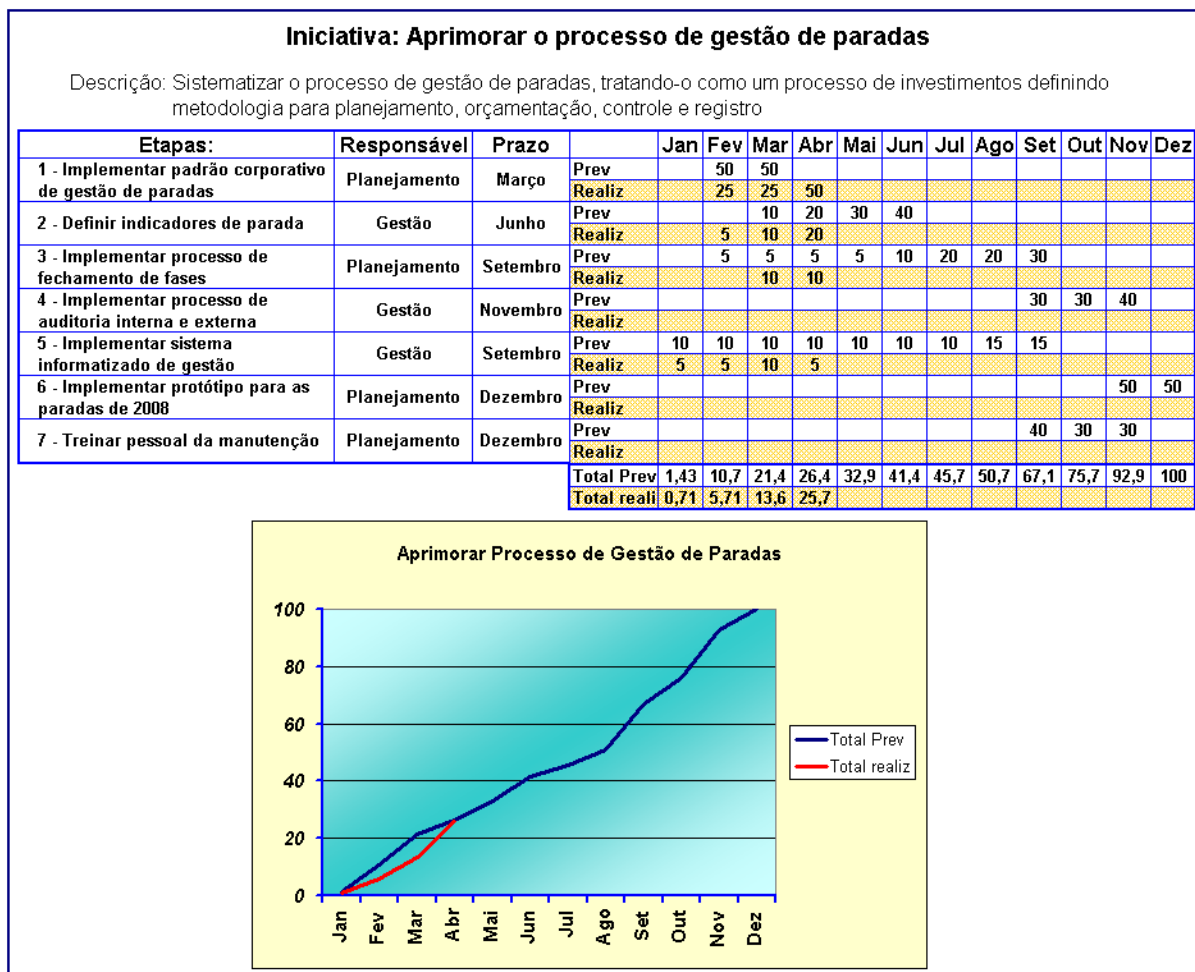 Iniciativa: Aprimorar o processo de gestão de paradas
Descrição: Sistematizar o processo de gestão de paradas, tratando-o como um processo de investimentos definindo
metodologia para planejamento, orçamentação, controle e registro
Etapas: Responsável Prazo Jan Fev Mar Abr Mai Jun Jul Ago Set Out Nov Dez
1 - Implementar padrão corporativo
de gestão de paradas
Planejamento Março
Prev 50 50
Realiz 25 25 50
2 - Definir indicadores de parada Gestão Junho
Prev 10 20 30 40
Realiz 5 10 20
3 - Implementar processo de
fechamento de fases
Planejamento Setembro
Prev 5 5 5 5 10 20 20 30
Realiz 10 10
4 - Implementar processo de
auditoria interna e externa
Gestão Novembro
Prev 30 30 40
Realiz
5 - Implementar sistema
informatizado de gestão
Gestão Setembro
Prev 10 10 10 10 10 10 10 15 15
Realiz 5 5 10 5
6 - Implementar protótipo para as
paradas de 2008
Planejamento Dezembro
Prev 50 50
Realiz
7 - Treinar pessoal da manutenção Planejamento Dezembro
Prev 40 30 30
Realiz
Total Prev 1,43 10,7 21,4 26,4 32,9 41,4 45,7 50,7 67,1 75,7 92,9 100
Total reali 0,71 5,71 13,6 25,7
Aprimorar Processo de Gestão de Paradas
100
80
60
40
20
0
Jan Fev Mar Abr Mai Jun Jul Ago Set Out Nov Dez
Total Prev
Total realiz